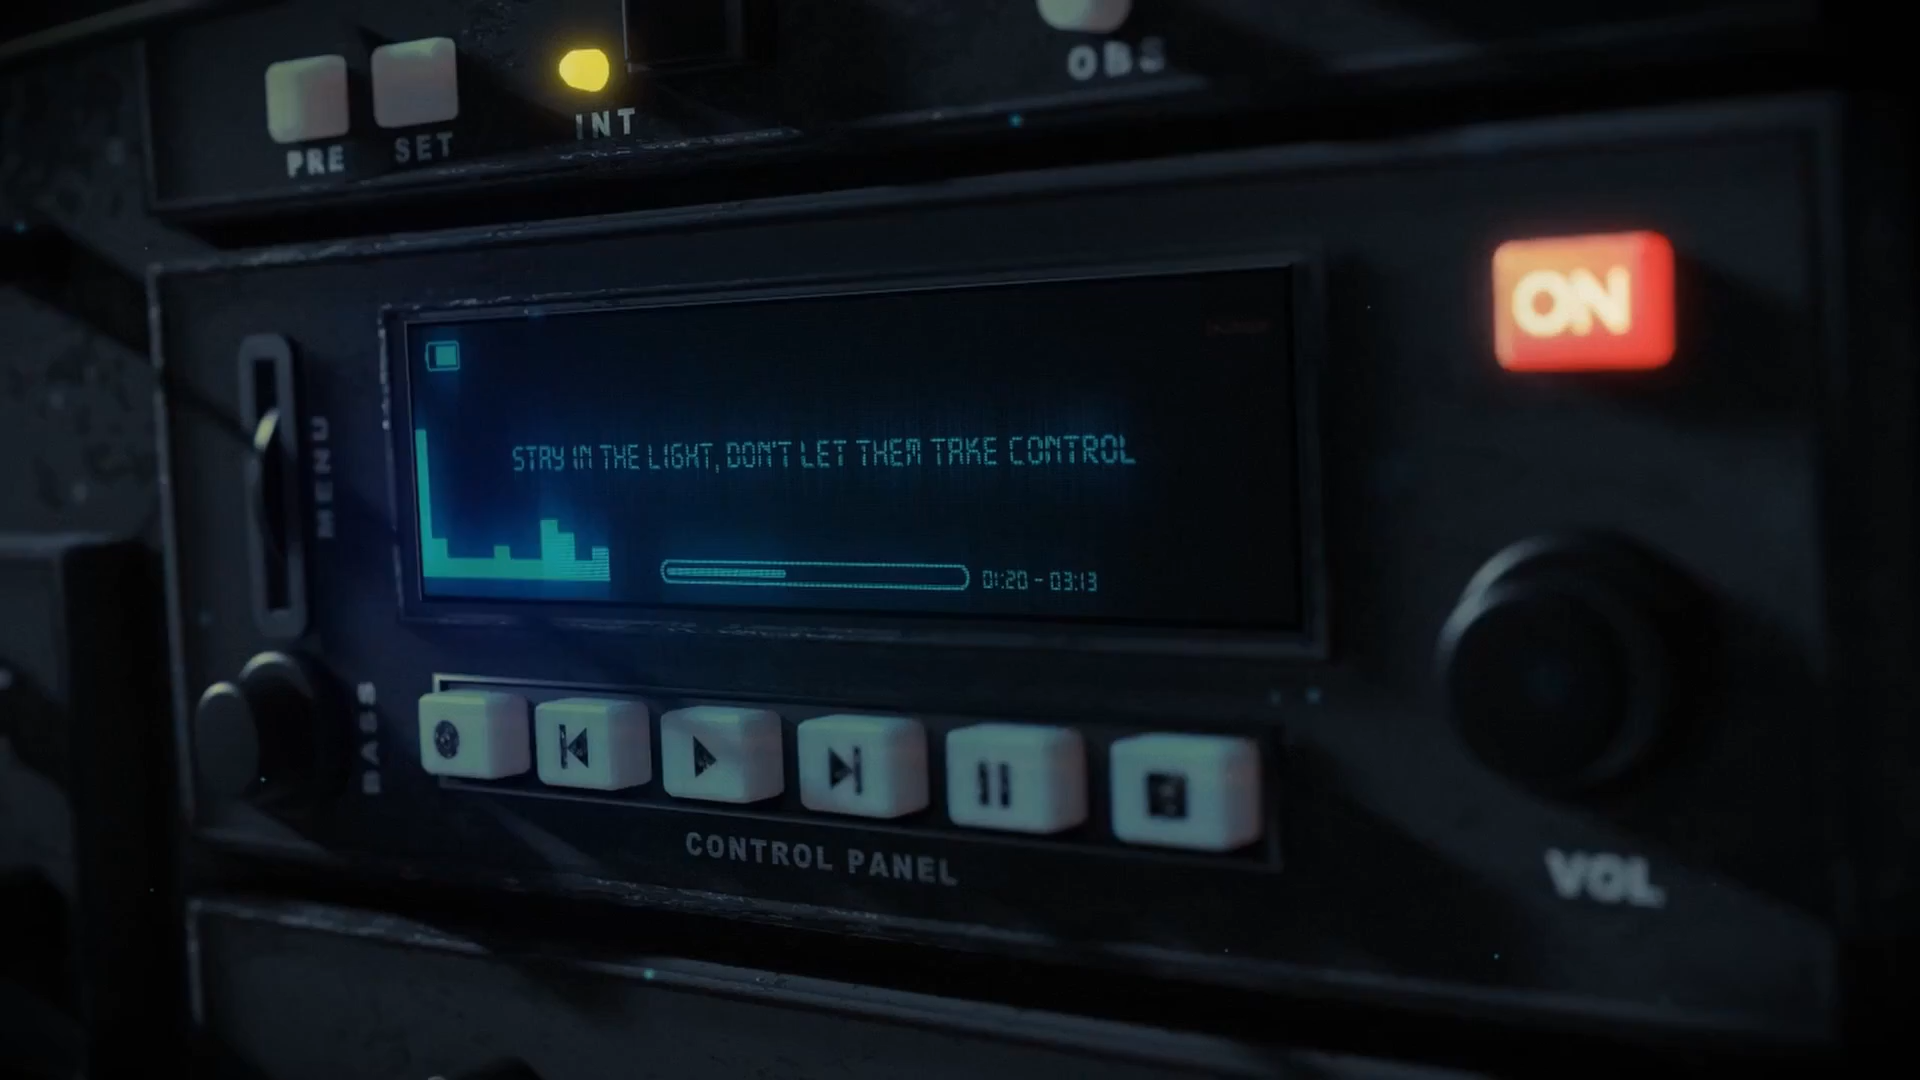 OBS
PRE
SET
INT
ON
MENU
STAY IN THE LIGHT, DON'T LET THEM TAKE CONTROL
01:20 - 03:13
BASS
CONTROL PANEL
VOL